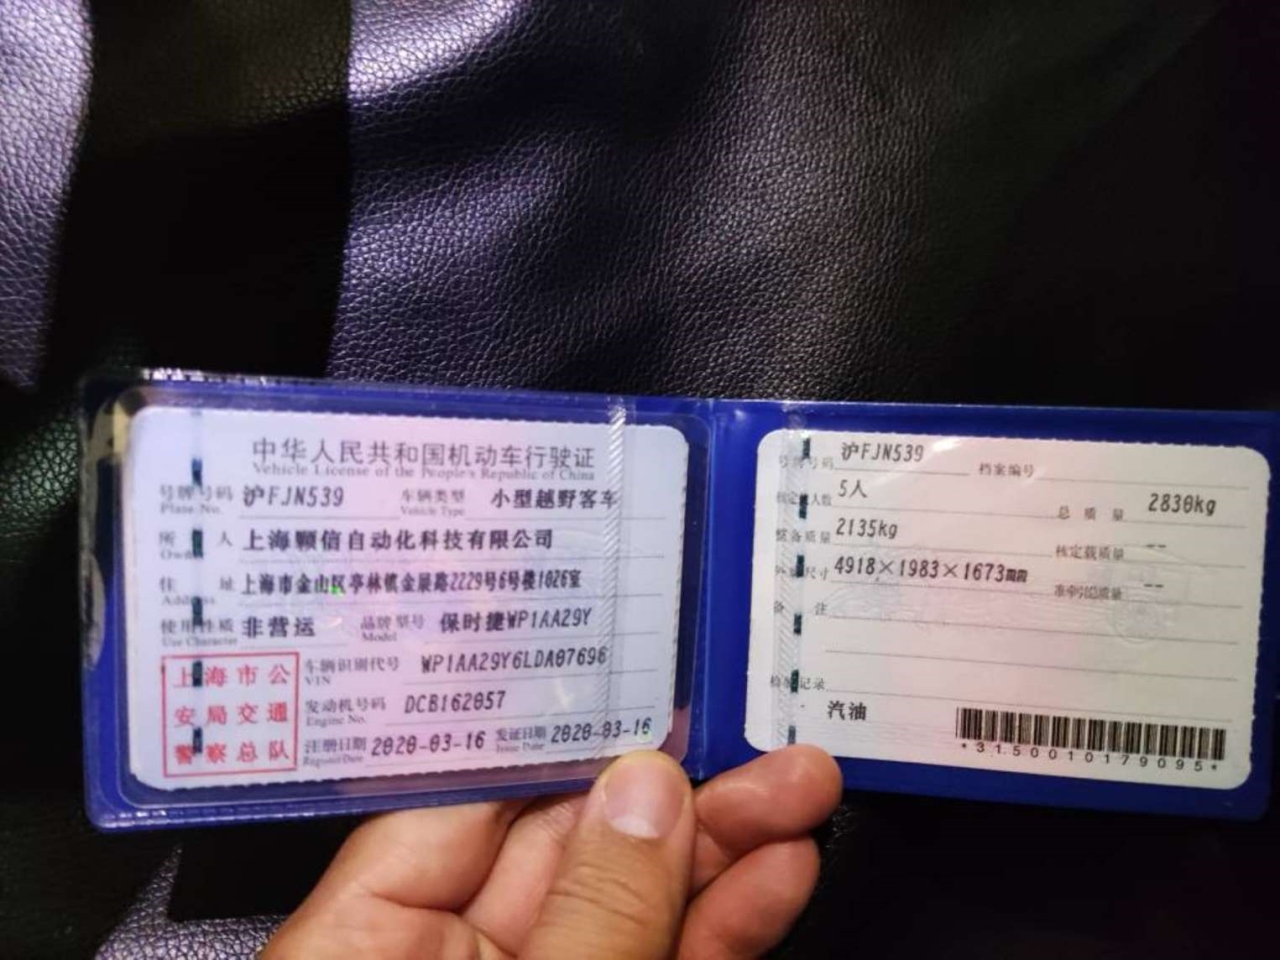 中华人民共和国机动车行驶证
Vehicle License of the People's Republic of China
号牌号码 沪FJN539 车辆类型 小型越野客车
Plate No. Vehicle Type
所有人 上海颗信自动化科技有限公司
Owner
住址 上海市金山区亭林镇金展路2229号6号楼1026室
Address
使用性质 非营运 品牌型号 保时捷WP1AA29Y
Use Character Model
车辆识别代号 WP1AA29Y6LDA07696
VIN
发动机号码 DCB162057
Engine No.
注册日期 2020-03-16 发证日期 2020-03-16
Register Date Issue Date
上海市公
安局交通
警察总队
号牌号码 沪FJN539 档案编号
核定载人数 5人 总质量 2830kg
整备质量 2135kg 核定载质量 --
外廓尺寸 4918×1983×1673mm 准牵引总质量 --
备注
检验记录
汽油
*3150010179095*